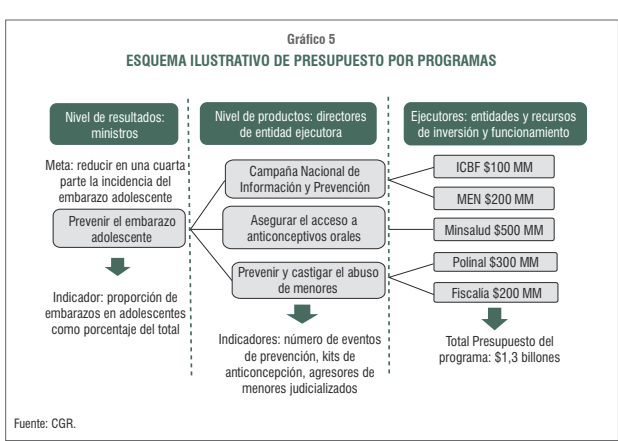 Gráfico 5
ESQUEMA ILUSTRATIVO DE PRESUPUESTO POR PROGRAMAS
Nivel de resultados:
ministros
Meta: reducir en una cuarta
parte la incidencia del
embarazo adolescente
Prevenir el embarazo
adolescente
Indicador: proporción de
embarazos en adolescentes
como porcentaje del total
Nivel de productos: directores
de entidad ejecutora
Campaña Nacional de
Información y Prevención
Asegurar el acceso a
anticonceptivos orales
Prevenir y castigar el abuso
de menores
Indicadores: número de eventos
de prevención, kits de
anticoncepción, agresores de
menores judicializados
Ejecutores: entidades y recursos
de inversión y funcionamiento
ICBF $100 MM
MEN $200 MM
Minsalud $500 MM
Polinal $300 MM
Fiscalía $200 MM
Total Presupuesto del
programa: $1,3 billones
Fuente: CGR.